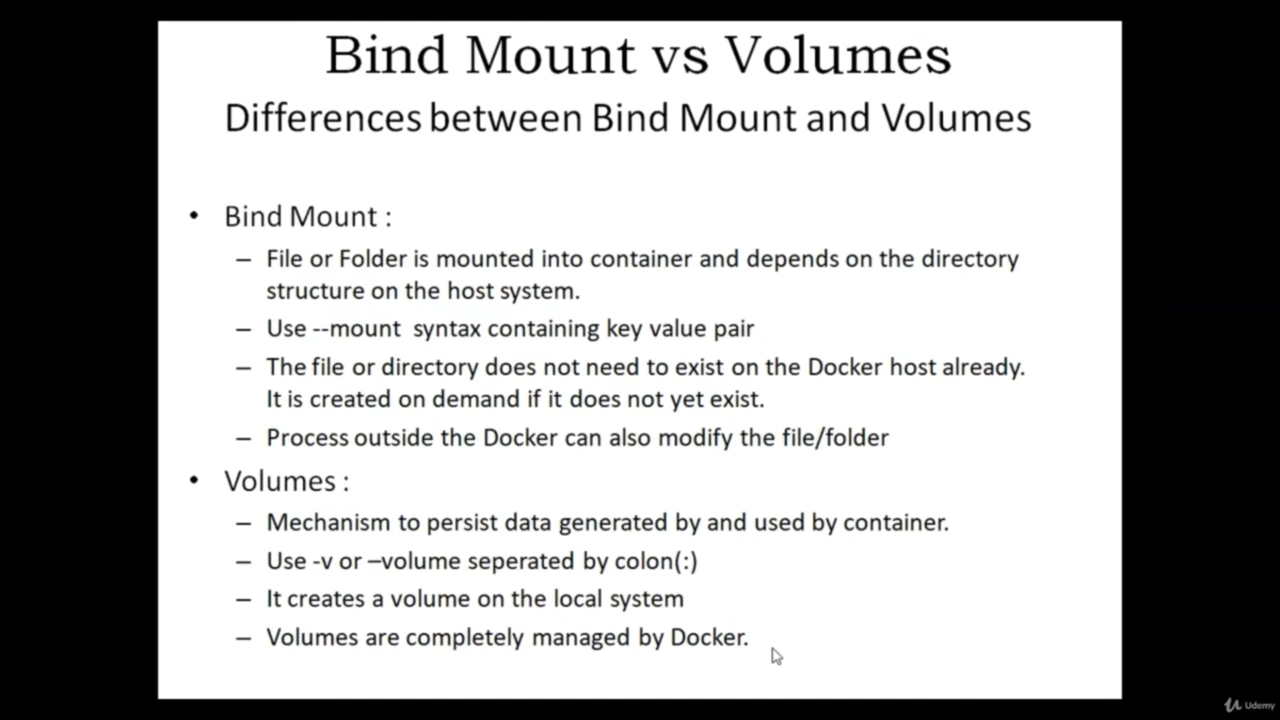 Bind Mount vs Volumes
Differences between Bind Mount and Volumes
• Bind Mount :
– File or Folder is mounted into container and depends on the directory
structure on the host system.
– Use --mount syntax containing key value pair
– The file or directory does not need to exist on the Docker host already.
It is created on demand if it does not yet exist.
– Process outside the Docker can also modify the file/folder
• Volumes :
– Mechanism to persist data generated by and used by container.
– Use -v or –volume seperated by colon(:)
– It creates a volume on the local system
– Volumes are completely managed by Docker.
Udemy